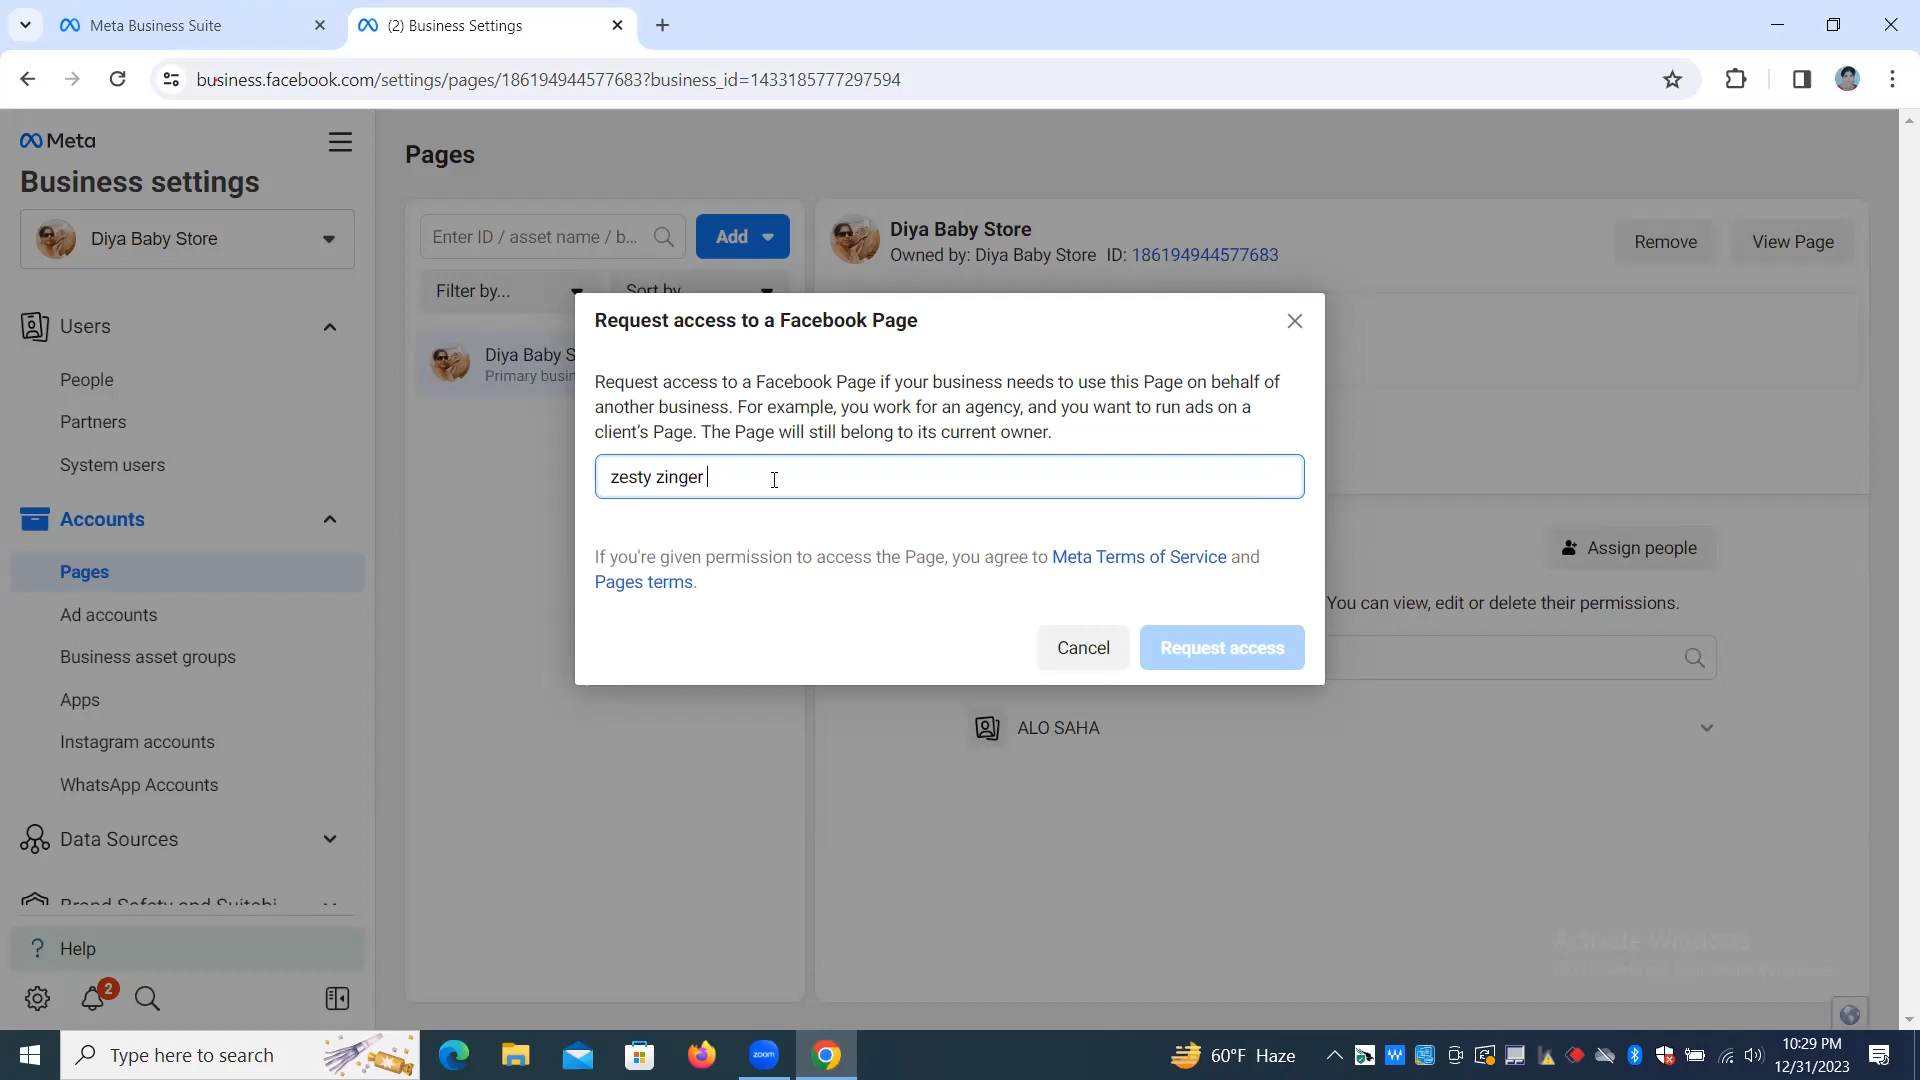 Meta Business Suite
(2) Business Settings
business.facebook.com/settings/pages/186194944577683?business_id=1433185777297594
Meta
Business settings
Diya Baby Store
Users
People
Partners
System users
Accounts
Pages
Ad accounts
Business asset groups
Apps
Instagram accounts
WhatsApp Accounts
Data Sources
Brand Safety and Suitabi
? Help
2
Pages
Enter ID / asset name / b...
Add
Filter by...
Sort by
Diya Baby S
Primary busin
Diya Baby Store
Owned by: Diya Baby Store ID: 186194944577683
Remove
View Page
Request access to a Facebook Page
Request access to a Facebook Page if your business needs to use this Page on behalf of
another business. For example, you work for an agency, and you want to run ads on a
client's Page. The Page will still belong to its current owner.
zesty zinger
If you're given permission to access the Page, you agree to Meta Terms of Service and
Pages terms.
Cancel
Request access
Assign people
You can view, edit or delete their permissions.
ALO SAHA
Activate Windows
Type here to search
zoom
60°F Haze
10:29 PM
12/31/2023